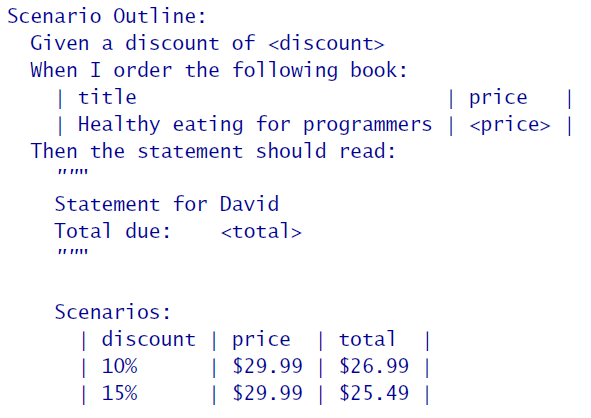 Scenario Outline:
  Given a discount of <discount>
  When I order the following book:
    | title                          | price   |
    | Healthy eating for programmers | <price> |
  Then the statement should read:
    """
    Statement for David
    Total due:    <total>
    """

    Scenarios:
      | discount | price  | total  |
      | 10%      | $29.99 | $26.99 |
      | 15%      | $29.99 | $25.49 |